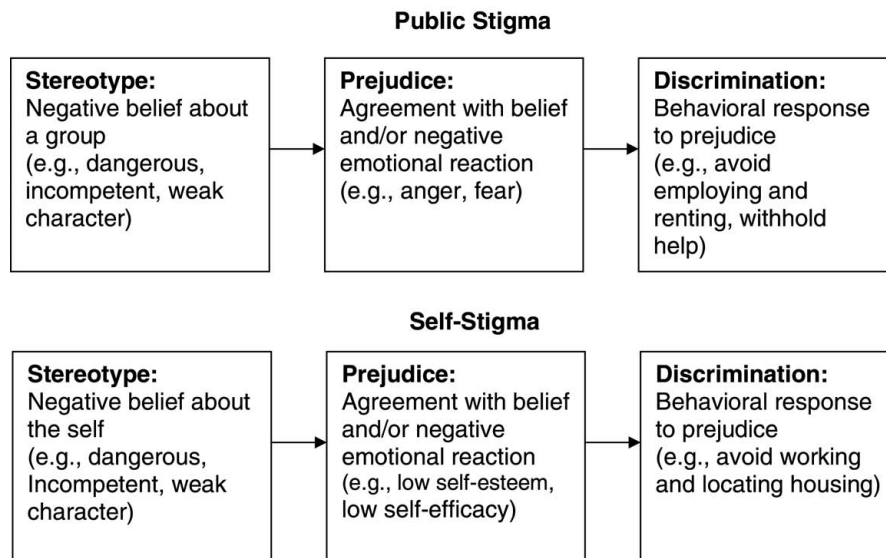 Public Stigma
Stereotype:
Negative belief about
a group
(e.g., dangerous,
incompetent, weak
character)
Prejudice:
Agreement with belief
and/or negative
emotional reaction
(e.g., anger, fear)
Discrimination:
Behavioral response
to prejudice
(e.g., avoid
employing and
renting, withhold
help)
Self-Stigma
Stereotype:
Negative belief about
the self
(e.g., dangerous,
Incompetent, weak
character)
Prejudice:
Agreement with belief
and/or negative
emotional reaction
(e.g., low self-esteem,
low self-efficacy)
Discrimination:
Behavioral response
to prejudice
(e.g., avoid working
and locating housing)